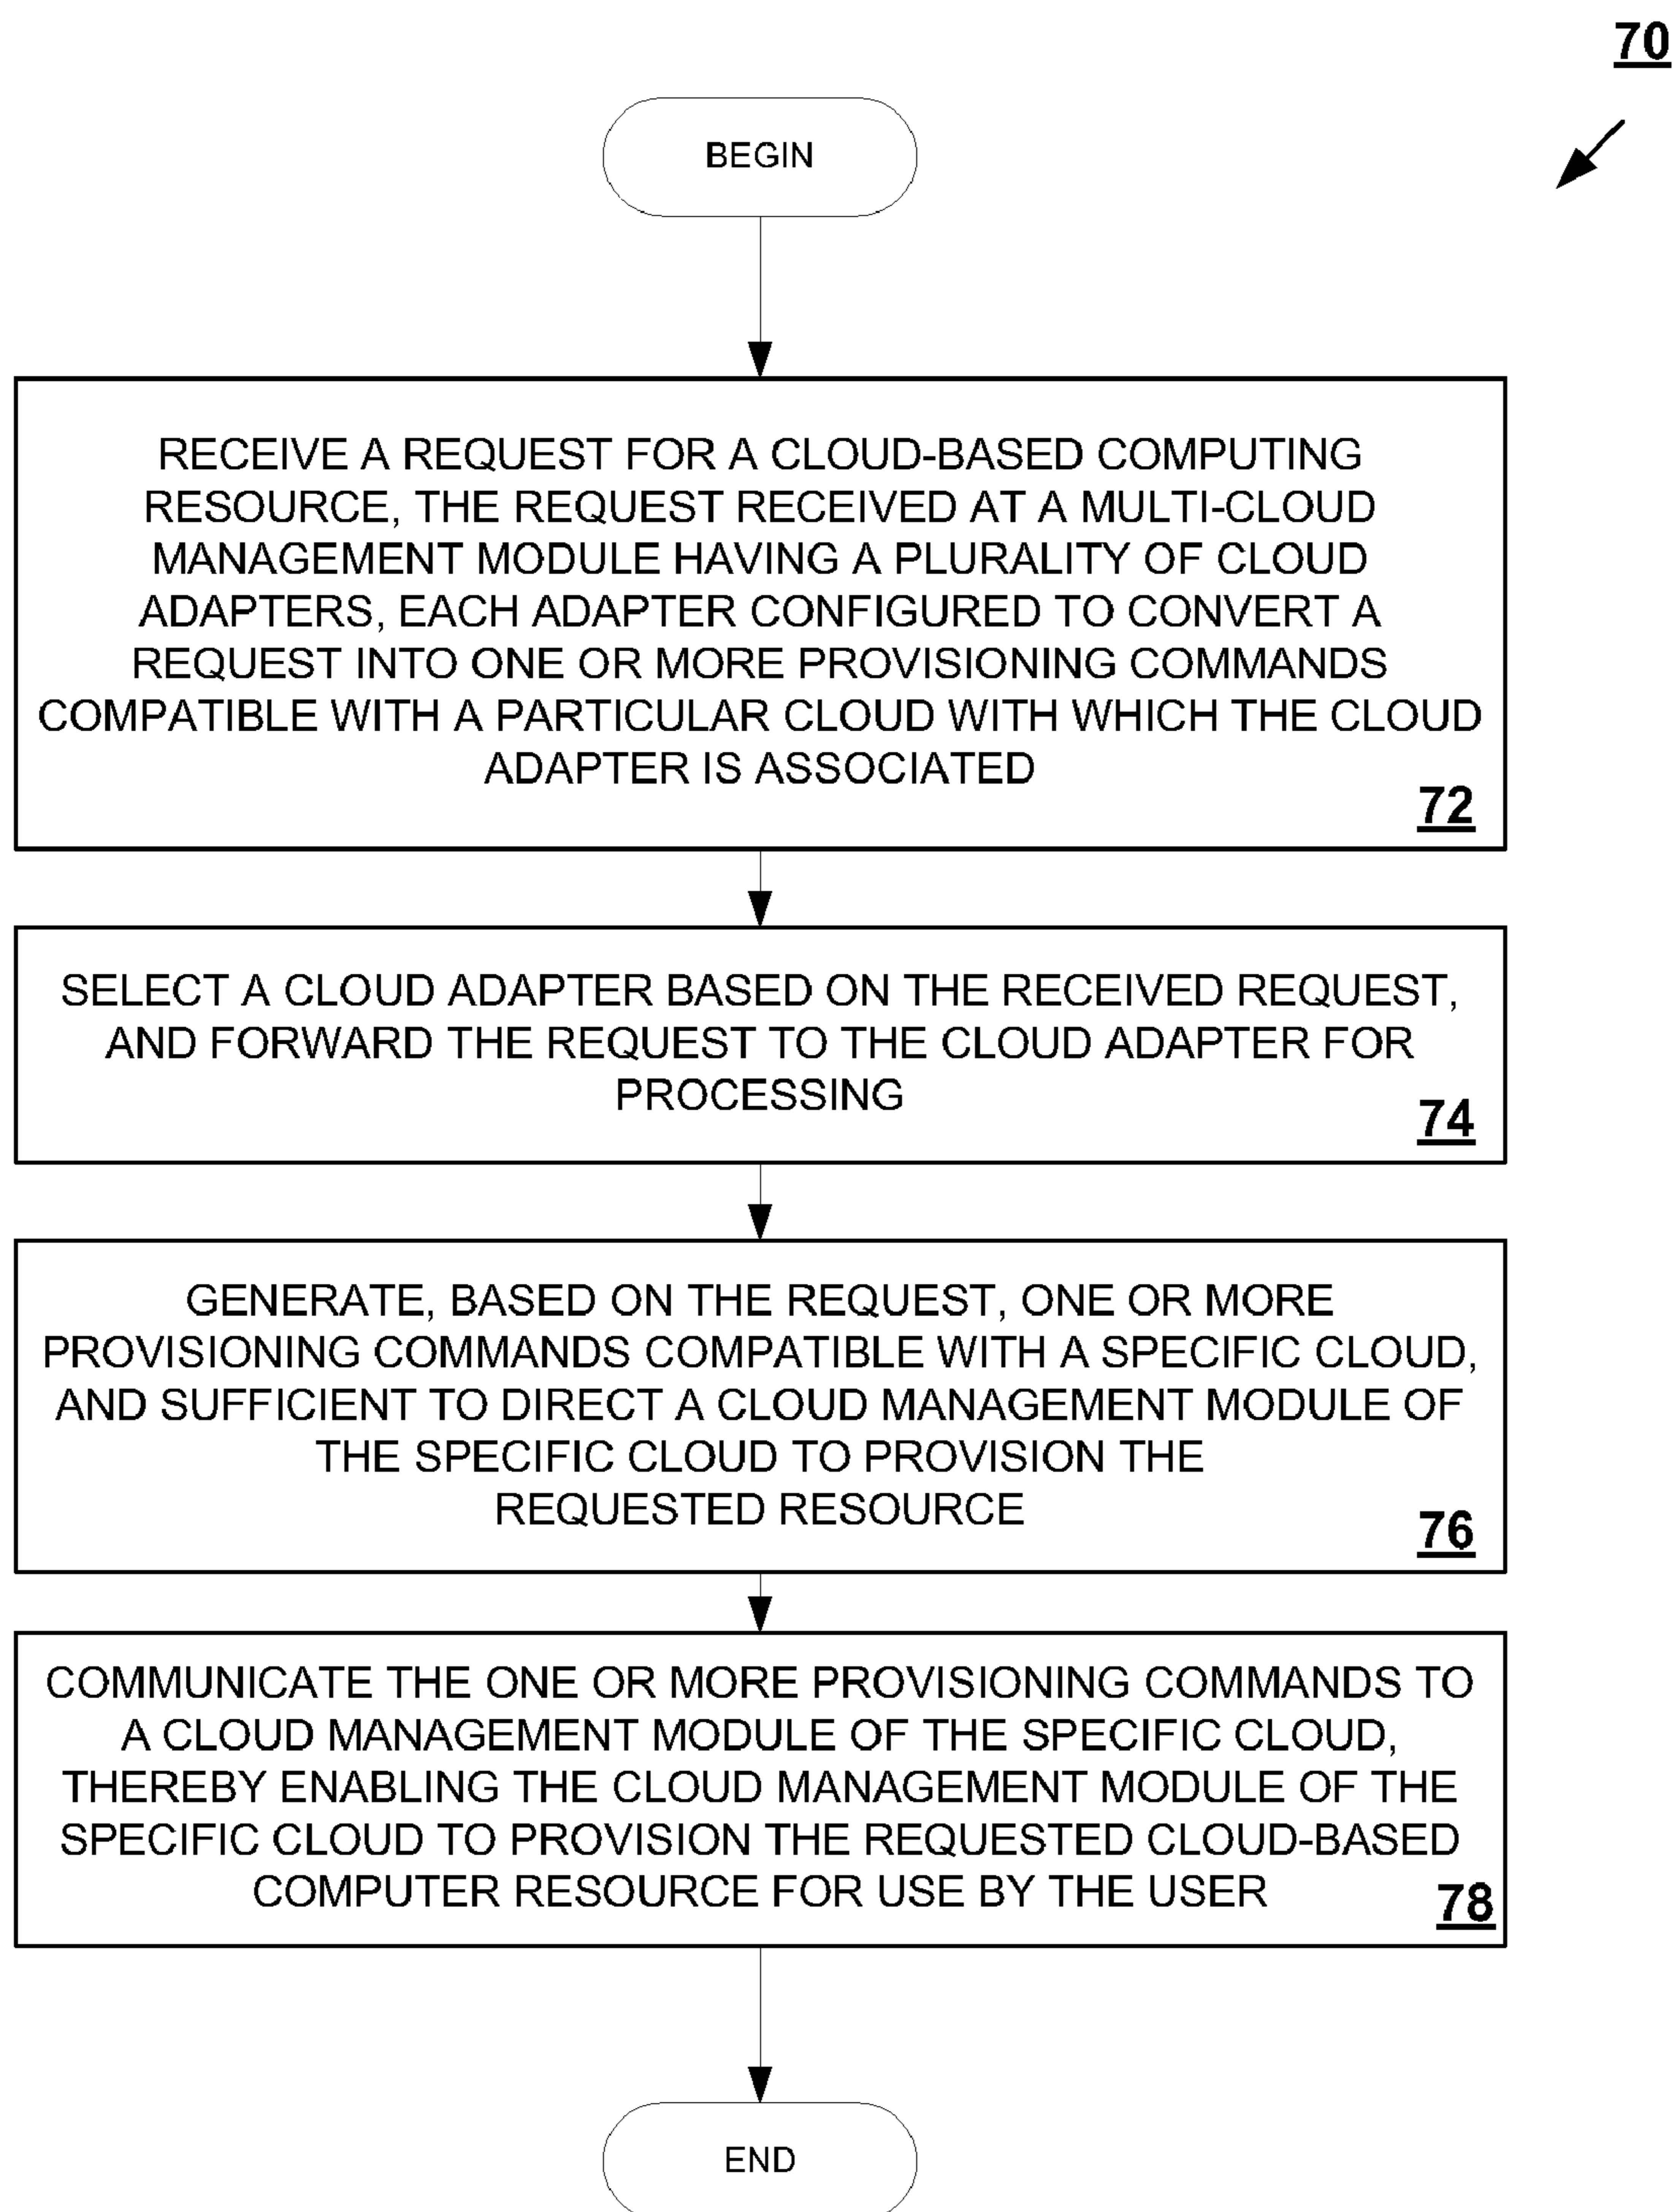 70
BEGIN
RECEIVE A REQUEST FOR A CLOUD-BASED COMPUTING
RESOURCE, THE REQUEST RECEIVED AT A MULTI-CLOUD
MANAGEMENT MODULE HAVING A PLURALITY OF CLOUD
ADAPTERS, EACH ADAPTER CONFIGURED TO CONVERT A
REQUEST INTO ONE OR MORE PROVISIONING COMMANDS
COMPATIBLE WITH A PARTICULAR CLOUD WITH WHICH THE CLOUD
ADAPTER IS ASSOCIATED
72
SELECT A CLOUD ADAPTER BASED ON THE RECEIVED REQUEST,
AND FORWARD THE REQUEST TO THE CLOUD ADAPTER FOR
PROCESSING
74
GENERATE, BASED ON THE REQUEST, ONE OR MORE
PROVISIONING COMMANDS COMPATIBLE WITH A SPECIFIC CLOUD,
AND SUFFICIENT TO DIRECT A CLOUD MANAGEMENT MODULE OF
THE SPECIFIC CLOUD TO PROVISION THE
REQUESTED RESOURCE
76
COMMUNICATE THE ONE OR MORE PROVISIONING COMMANDS TO
A CLOUD MANAGEMENT MODULE OF THE SPECIFIC CLOUD,
THEREBY ENABLING THE CLOUD MANAGEMENT MODULE OF THE
SPECIFIC CLOUD TO PROVISION THE REQUESTED CLOUD-BASED
COMPUTER RESOURCE FOR USE BY THE USER
78
END